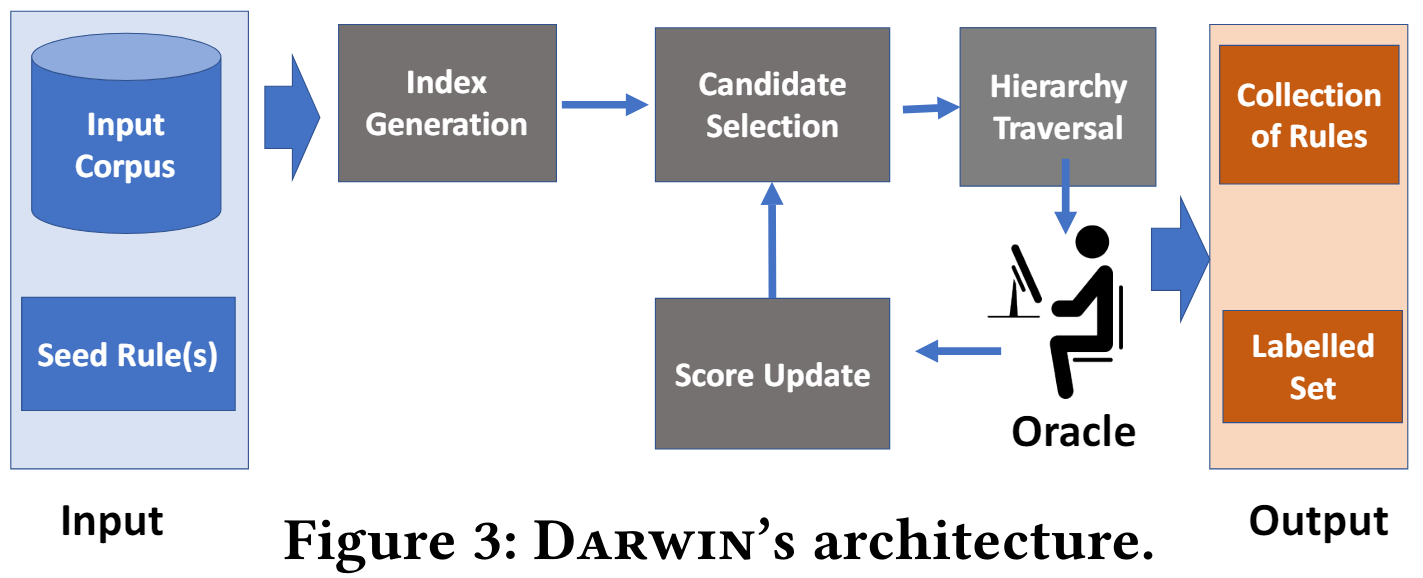 Input
Corpus
Seed Rule(s)
Input
Index
Generation
Candidate
Selection
Hierarchy
Traversal
Score Update
Oracle
Collection
of Rules
Labelled
Set
Output
Figure 3: DARWIN's architecture.